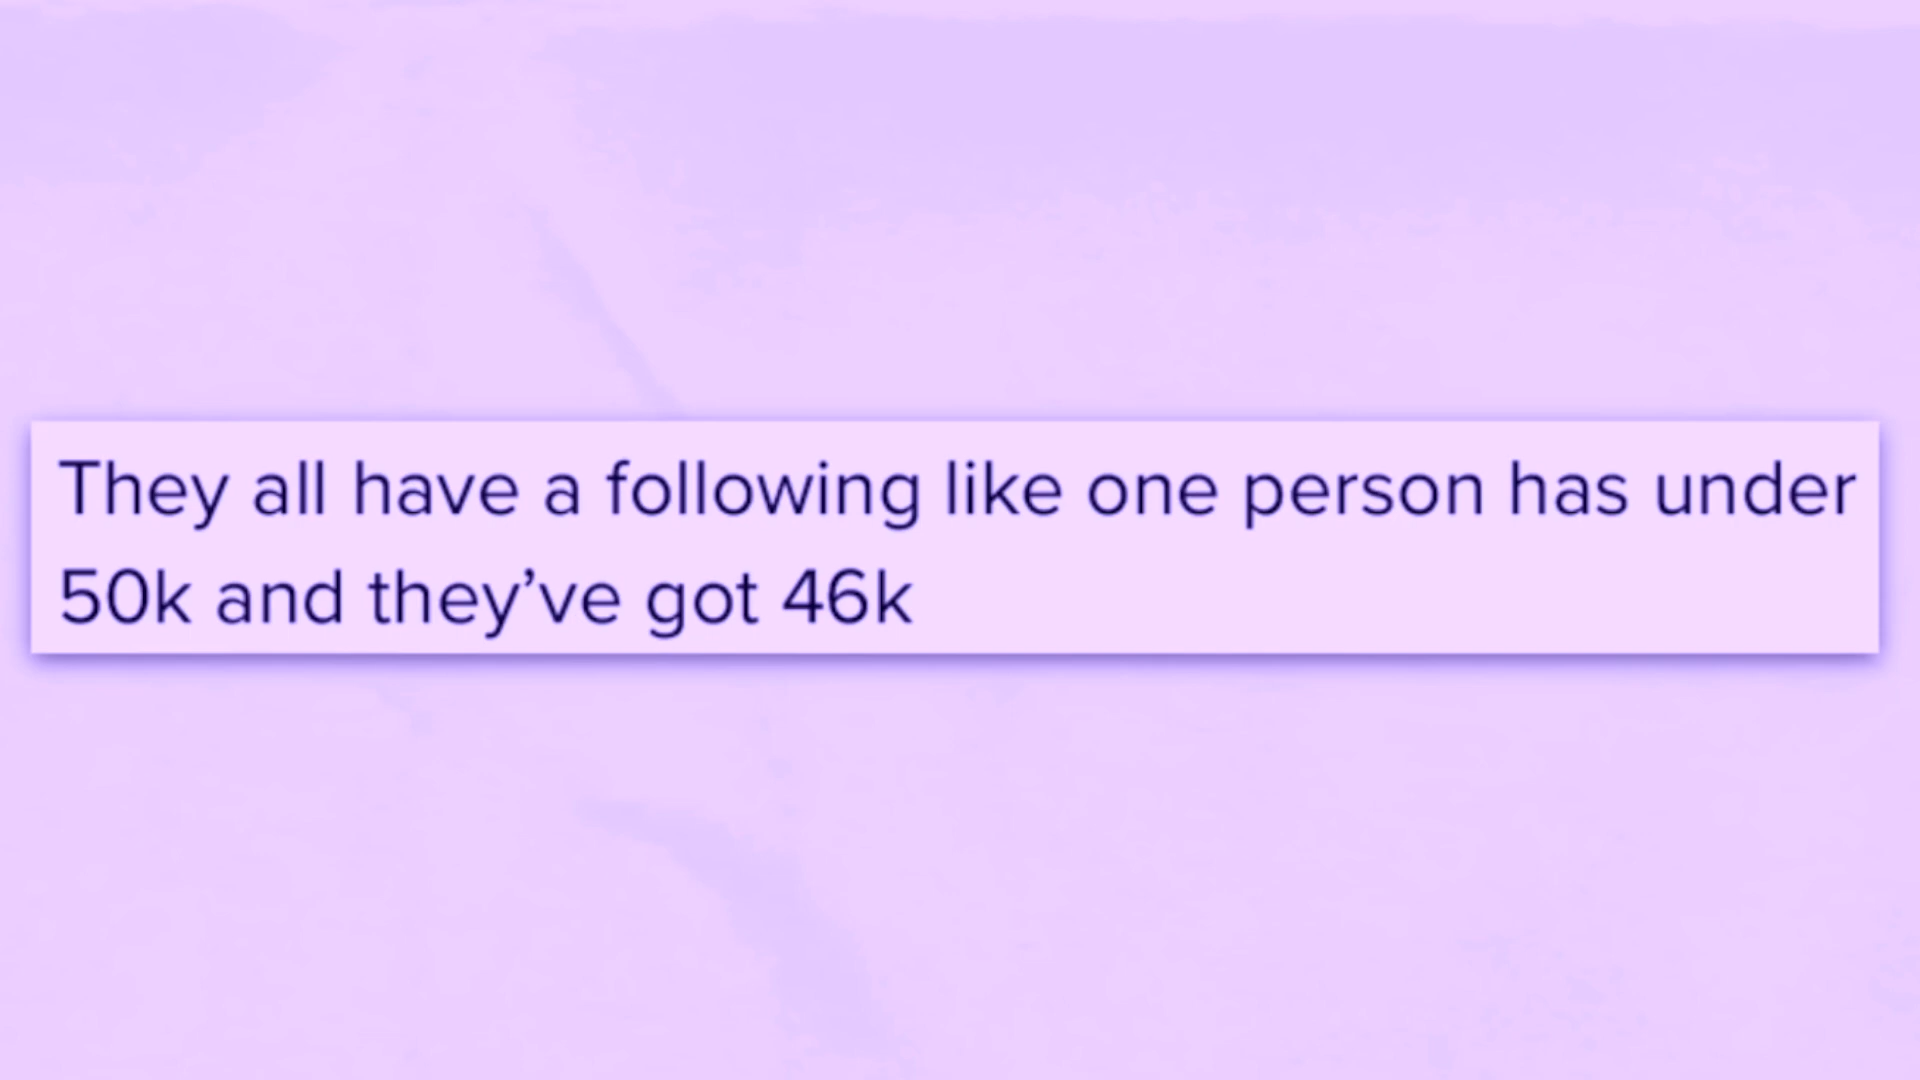 They all have a following like one person has under
50k and they’ve got 46k